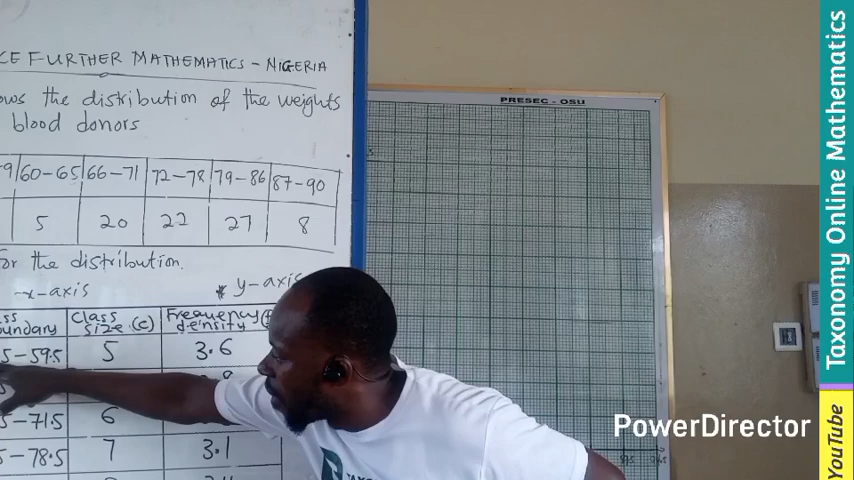 CE FURTHER MATHEMATICS - NIGERIA
ows the distribution of the weights
blood donors
9 60-65 66-71 72-78 79-86 87-90
5 20 22 27 8
for the distribution.
-x-axis * y-axis
ss oundary Class size (c) Frequency density
5-59.5 5 3.6
5-71.5 6
5-78.5 7 3.1
PRESEC - OSU
PowerDirector
Taxonomy Online Mathematics
YouTube